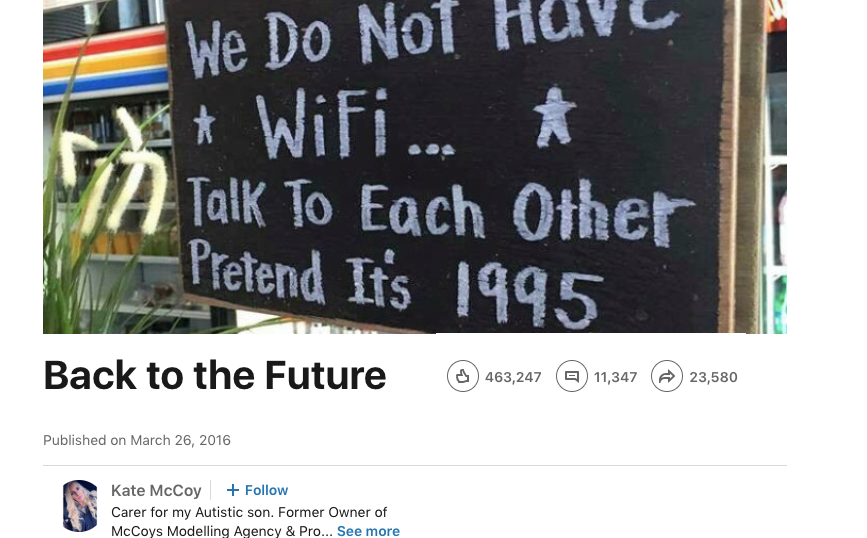 We Do Not Have
WiFi...
Talk To Each Other
Pretend It's 1995
Back to the Future
463,247 11,347 23,580
Published on March 26, 2016
Kate McCoy + Follow
Carer for my Autistic son. Former Owner of
McCoys Modelling Agency & Pro... See more